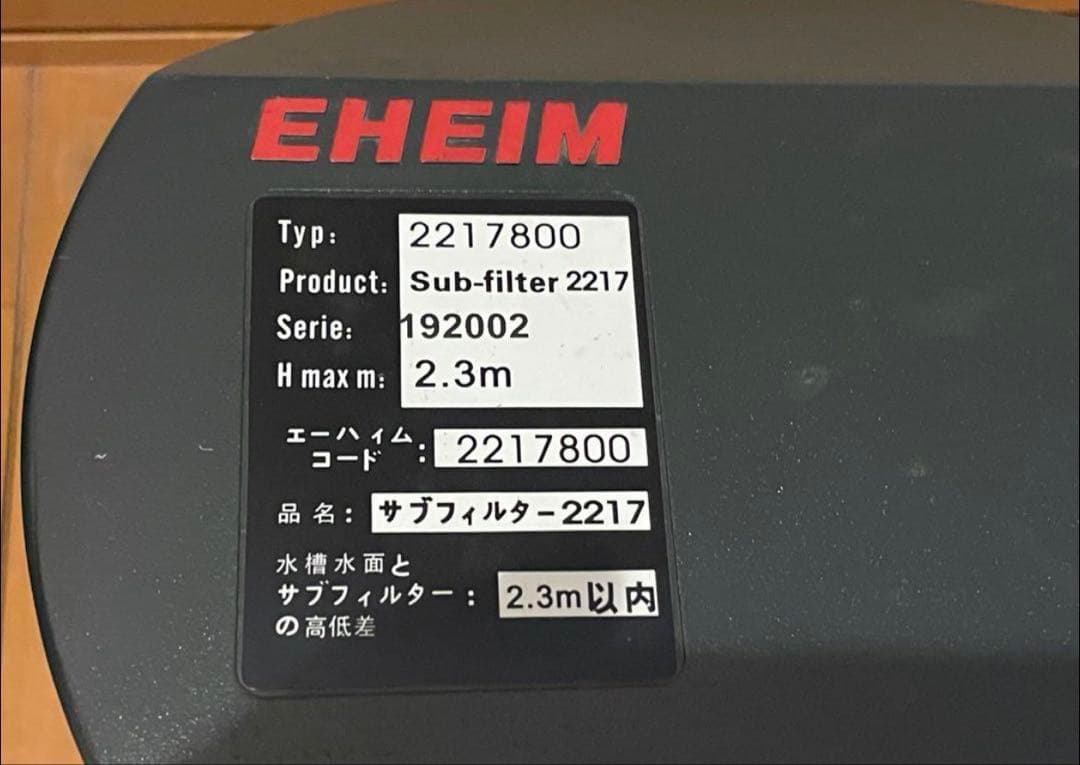 EHEIM
Typ: 2217800
Product: Sub-filter 2217
Serie: 192002
H max m: 2.3m
エーハイム
コード : 2217800
品名: サブフィルター2217
水槽水面と
サブフィルター: 2.3m以内
の高低差